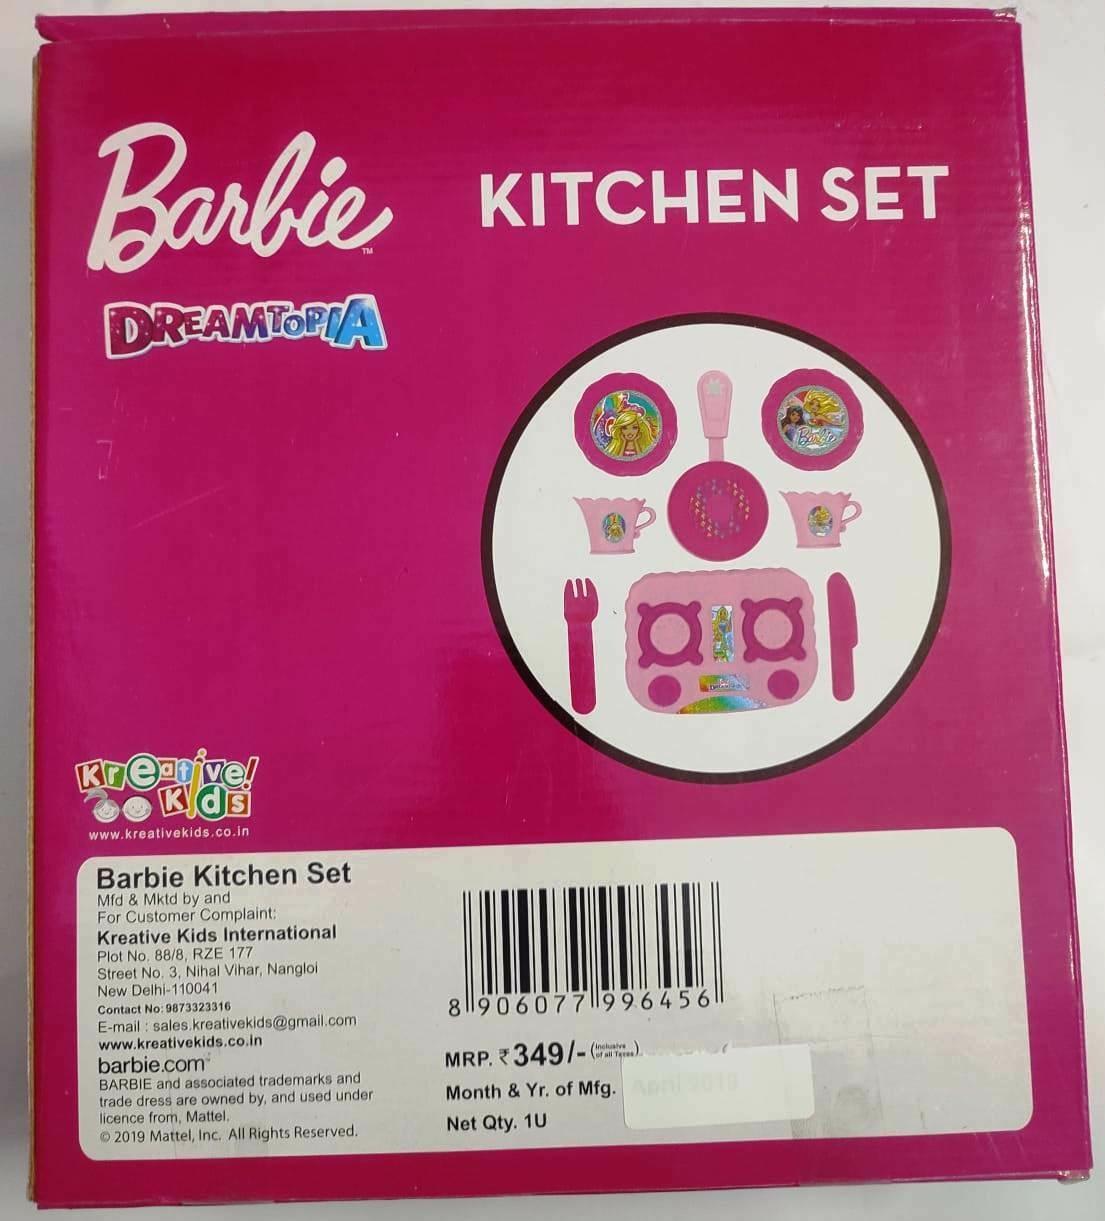 Barbie™
KITCHEN SET
DREAMTOPIA
Barbie
Kreative!
Kids
www.kreativekids.co.in
Barbie Kitchen Set
Mfd & Mktd by and
For Customer Complaint:
Kreative Kids International
Plot No. 88/8, RZE 177
Street No. 3, Nihal Vihar, Nangloi
New Delhi-110041
Contact No: 9873323316
E-mail : sales.kreativekids@gmail.com
www.kreativekids.co.in
barbie.com
BARBIE and associated trademarks and
trade dress are owned by, and used under
licence from, Mattel.
© 2019 Mattel, Inc. All Rights Reserved.
8 906077 996456
MRP. ₹ 349/- (Inclusive of all Taxes)
Month & Yr. of Mfg.
Net Qty. 1U